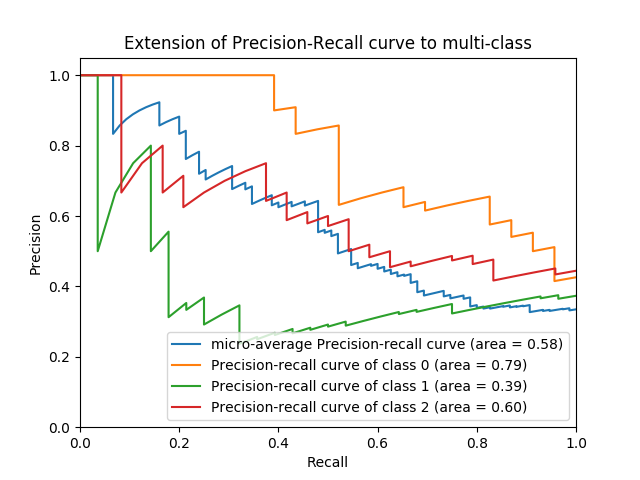 Extension of Precision-Recall curve to multi-class
1.0
0.8
0.6
0.4
0.2
0.0
Precision
micro-average Precision-recall curve (area = 0.58)
Precision-recall curve of class 0 (area = 0.79)
Precision-recall curve of class 1 (area = 0.39)
Precision-recall curve of class 2 (area = 0.60)
0.0 0.2 0.4 0.6 0.8 1.0
Recall